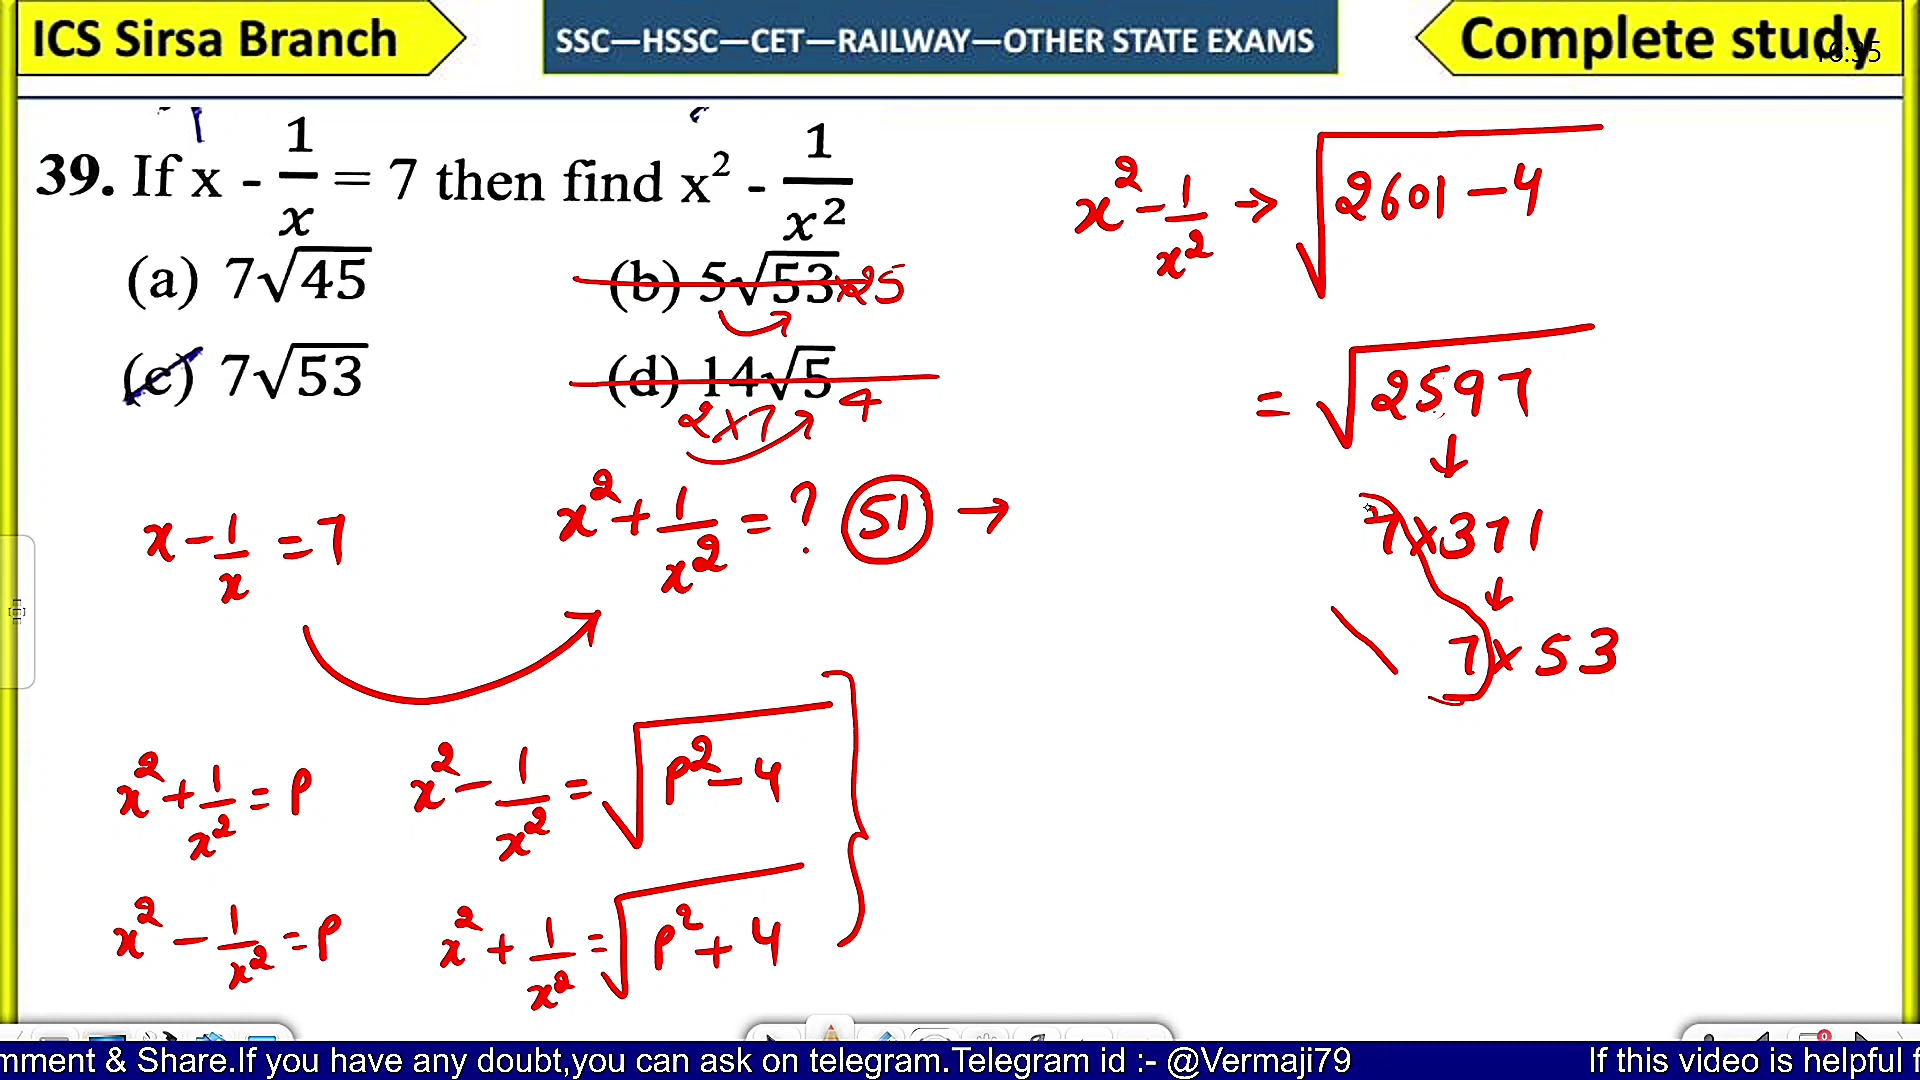 ICS Sirsa Branch
SSC—HSSC—CET—RAILWAY—OTHER STATE EXAMS
Complete study
39. If x - 1/x = 7 then find x² - 1/x²
(a) 7√45
(b) 5√53 ×25
(c) 7√53
(d) 14√5
2×7 4
x - 1/x = 7
x² + 1/x² = ? 51 →
x² + 1/x² = P
x² - 1/x² = √P² - 4
x² - 1/x² = P
x² + 1/x² = √P² + 4
x² - 1/x² → √2601 - 4
= √2597
↓
7×371
↓
7×53
mment & Share.If you have any doubt,you can ask on telegram.Telegram id :- @Vermaji79
If this video is helpful f